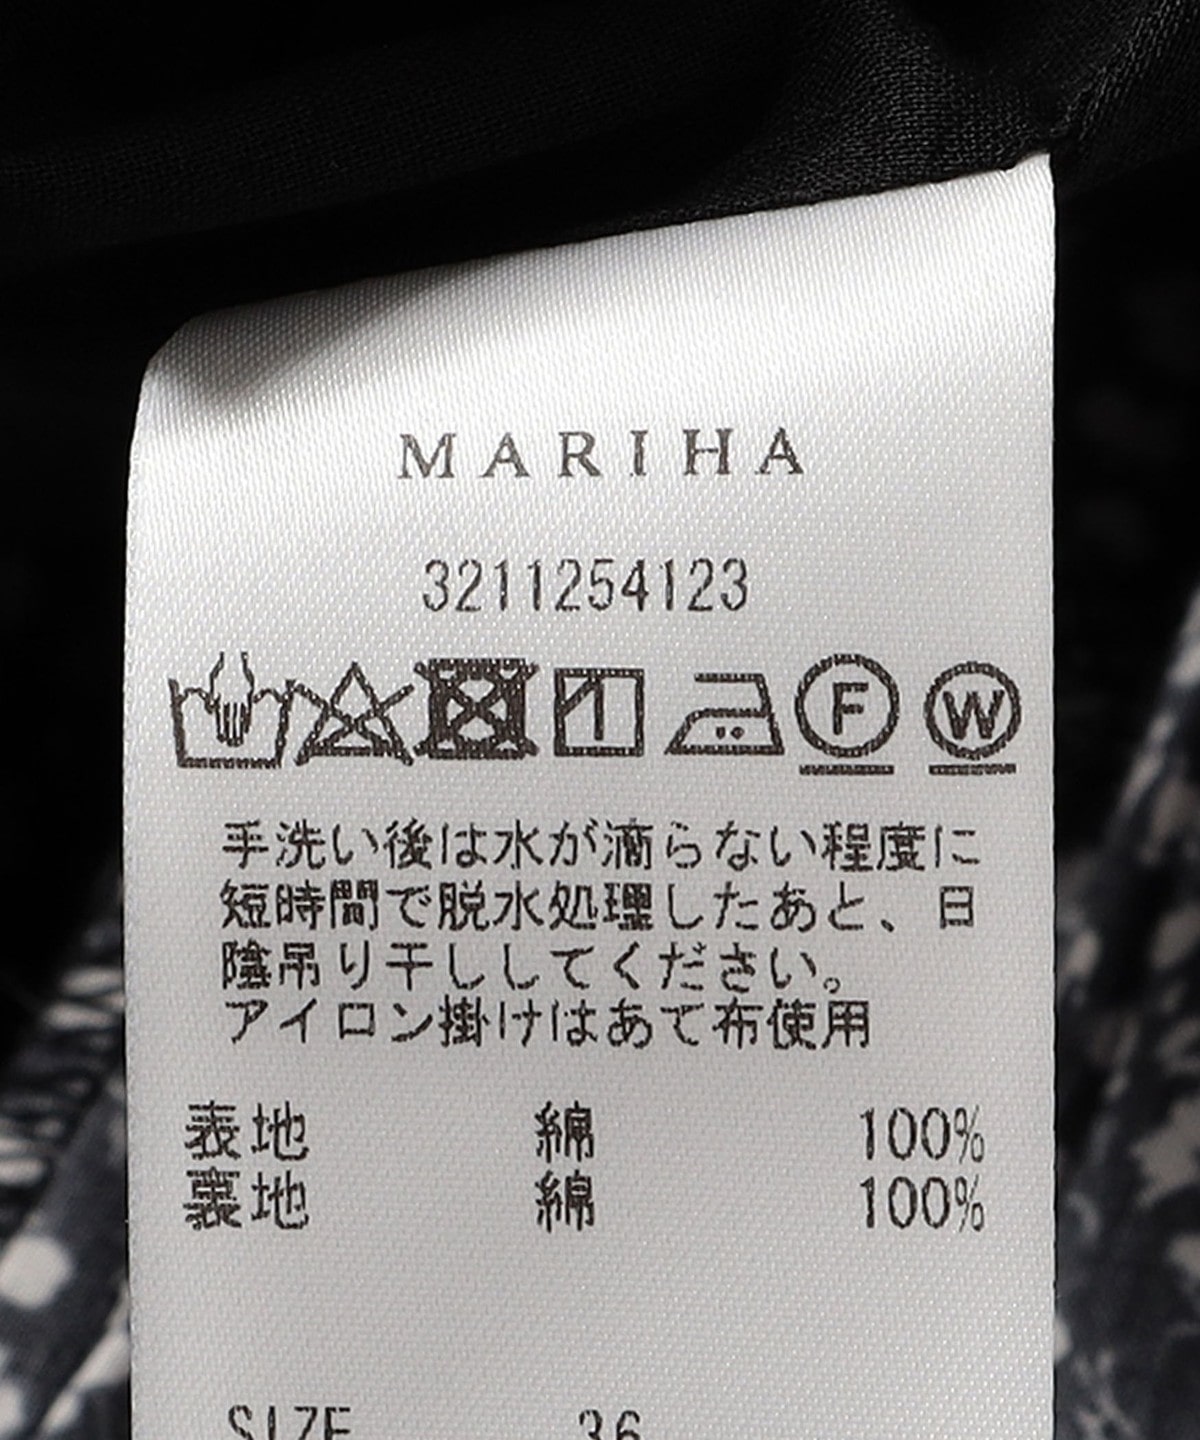 MARIHA
3211254123
F W
手洗い後は水が滴らない程度に
短時間で脱水処理したあと、日
陰吊り干ししてください。
アイロン掛けはあて布使用
表地 綿 100%
裏地 綿 100%
SIZE 36